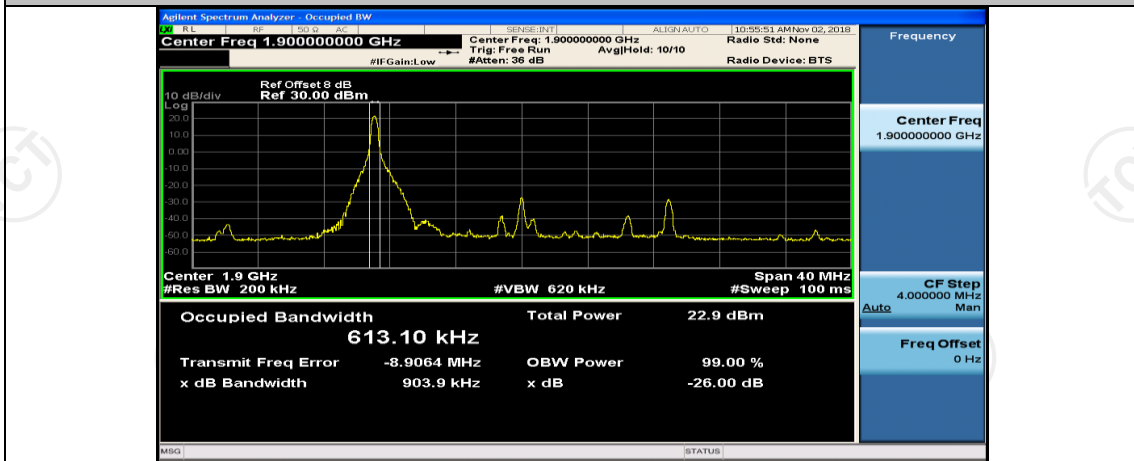 Agilent Spectrum Analyzer - Occupied BW
LXI RL RF 50 Ω AC SENSE:INT ALIGN AUTO 10:55:51 AM Nov 02, 2018
Center Freq 1.900000000 GHz
Center Freq: 1.900000000 GHz
Radio Std: None
Trig: Free Run Avg|Hold: 10/10
#IFGain:Low
#Atten: 36 dB
Radio Device: BTS
Ref Offset 8 dB
10 dB/div Ref 30.00 dBm
Log
20.0
10.0
0.00
-10.0
-20.0
-30.0
-40.0
-50.0
-60.0
Center 1.9 GHz Span 40 MHz
#Res BW 200 kHz #VBW 620 kHz #Sweep 100 ms
Occupied Bandwidth Total Power 22.9 dBm
613.10 kHz
Transmit Freq Error -8.9064 MHz OBW Power 99.00 %
x dB Bandwidth 903.9 kHz x dB -26.00 dB
MSG STATUS
Frequency
Center Freq
1.900000000 GHz
CF Step
4.000000 MHz
Auto Man
Freq Offset
0 Hz